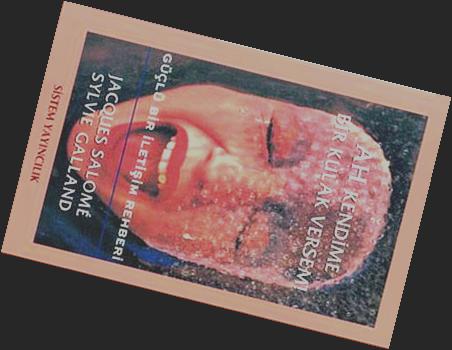 AH, KENDİME
BİR KULAK VERSEM!
GÜÇLÜ BİR İLETİŞİM REHBERİ
JACQUES SALOMÉ
SYLVIE GALLAND
SİSTEM YAYINCILIK